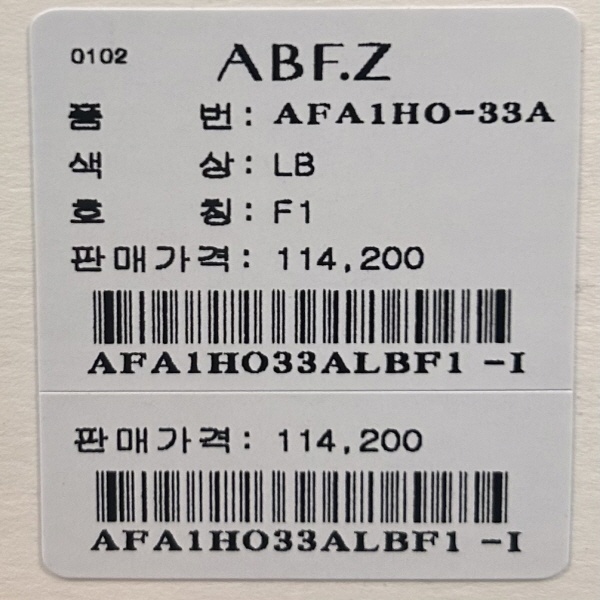 0102 ABF.Z
품 번: AFA1HO-33A
색 상: LB
호 칭: F1
판매가격: 114,200
AFA1HO33ALBF1 -I
판매가격: 114,200
AFA1HO33ALBF1 -I